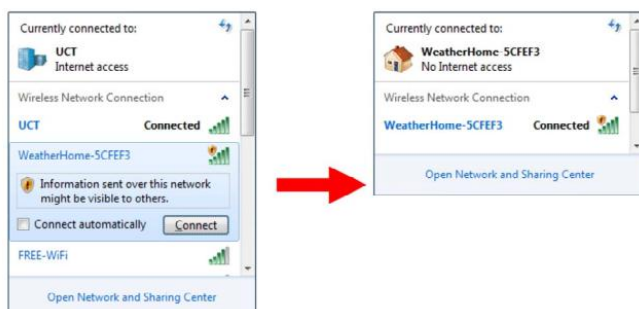 Currently connected to:
UCT
Internet access
Wireless Network Connection
UCT Connected
WeatherHome-5CFEF3
Information sent over this network
might be visible to others.
Connect automatically Connect
FREE-WiFi
Open Network and Sharing Center
Currently connected to:
WeatherHome-5CFEF3
No Internet access
Wireless Network Connection
WeatherHome-5CFEF3 Connected
Open Network and Sharing Center